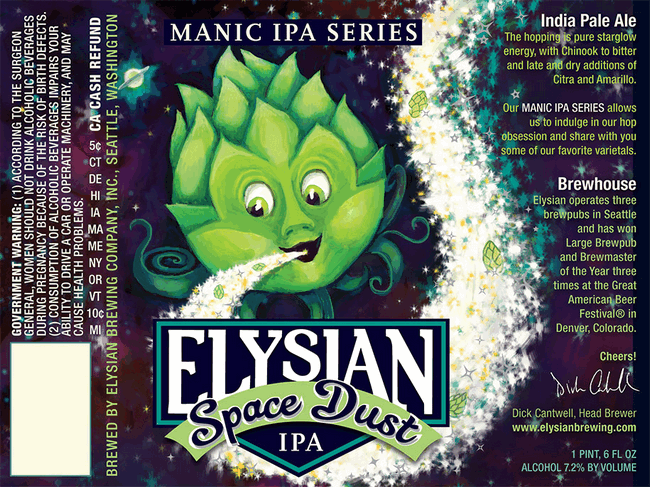 GOVERNMENT WARNING: (1) ACCORDING TO THE SURGEON
GENERAL, WOMEN SHOULD NOT DRINK ALCOHOLIC BEVERAGES
DURING PREGNANCY BECAUSE OF THE RISK OF BIRTH DEFECTS.
(2) CONSUMPTION OF ALCOHOLIC BEVERAGES IMPAIRS YOUR
ABILITY TO DRIVE A CAR OR OPERATE MACHINERY, AND MAY
CAUSE HEALTH PROBLEMS.
MI 10¢ VT OR NY ME MA IA HI DE CT 5¢ CA CASH REFUND
BREWED BY ELYSIAN BREWING COMPANY, INC., SEATTLE, WASHINGTON
MANIC IPA SERIES
ELYSIAN
Space Dust
IPA
India Pale Ale
The hopping is pure starglow
energy, with Chinook to bitter
and late and dry additions of
Citra and Amarillo.
Our MANIC IPA SERIES allows
us to indulge in our hop
obsession and share with you
some of our favorite varietals.
Brewhouse
Elysian operates three
brewpubs in Seattle
and has won
Large Brewpub
and Brewmaster
of the Year three
times at the Great
American Beer
Festival® in
Denver, Colorado.
Cheers!
Dick Cantwell, Head Brewer
www.elysianbrewing.com
1 PINT, 6 FL OZ
ALCOHOL 7.2% BY VOLUME